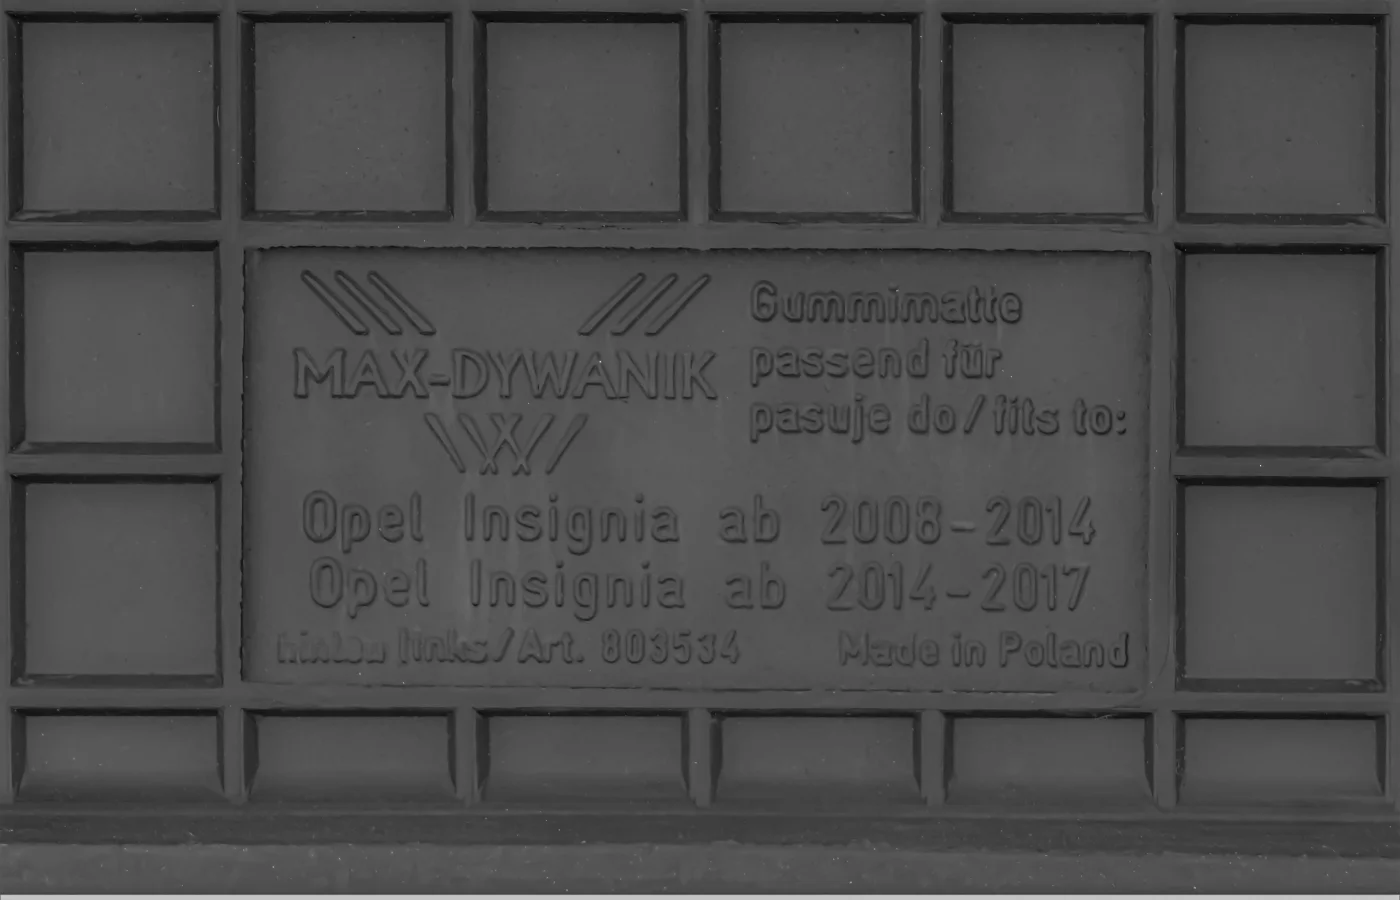 MAX-DYWANIK
Gummimatte
passend für
pasuje do / fits to:
Opel Insignia ab 2008-2014
Opel Insignia ab 2014-2017
links/Art. 803534
Made in Poland